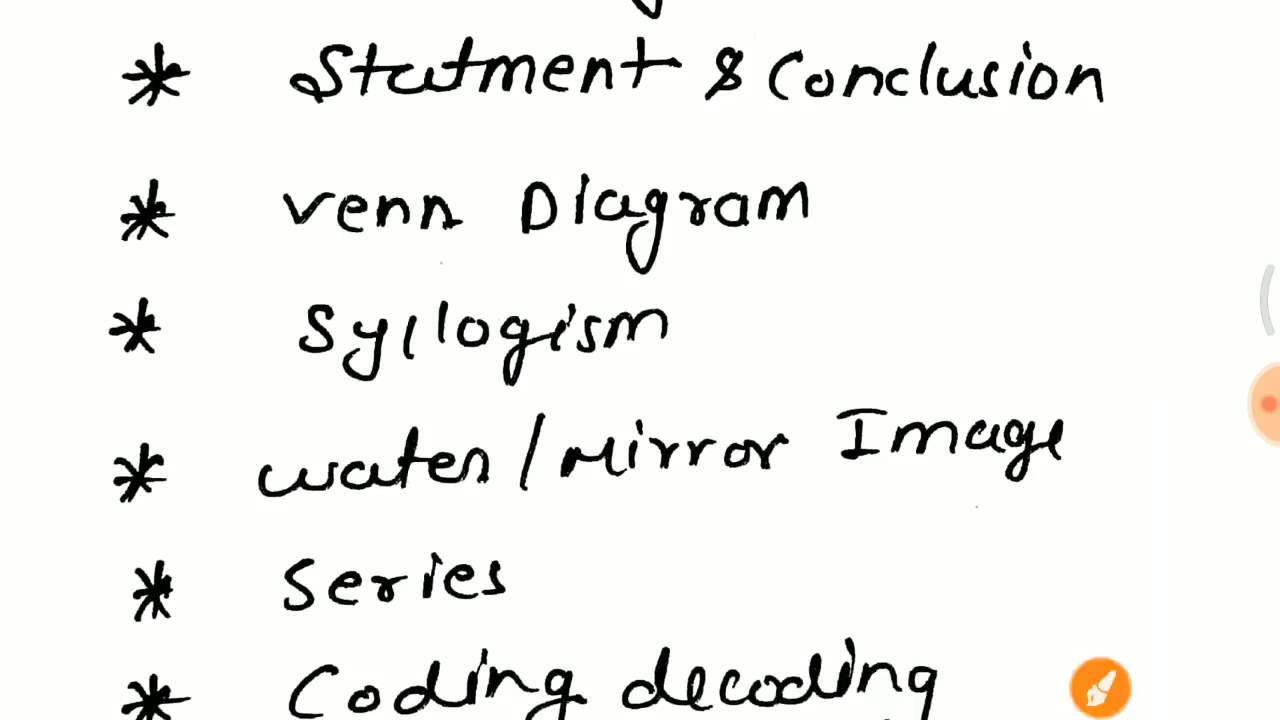 * Statment & Conclusion
* Venn Diagram
* Syllogism
* water/Mirror Image
* Series
* Coding decoding